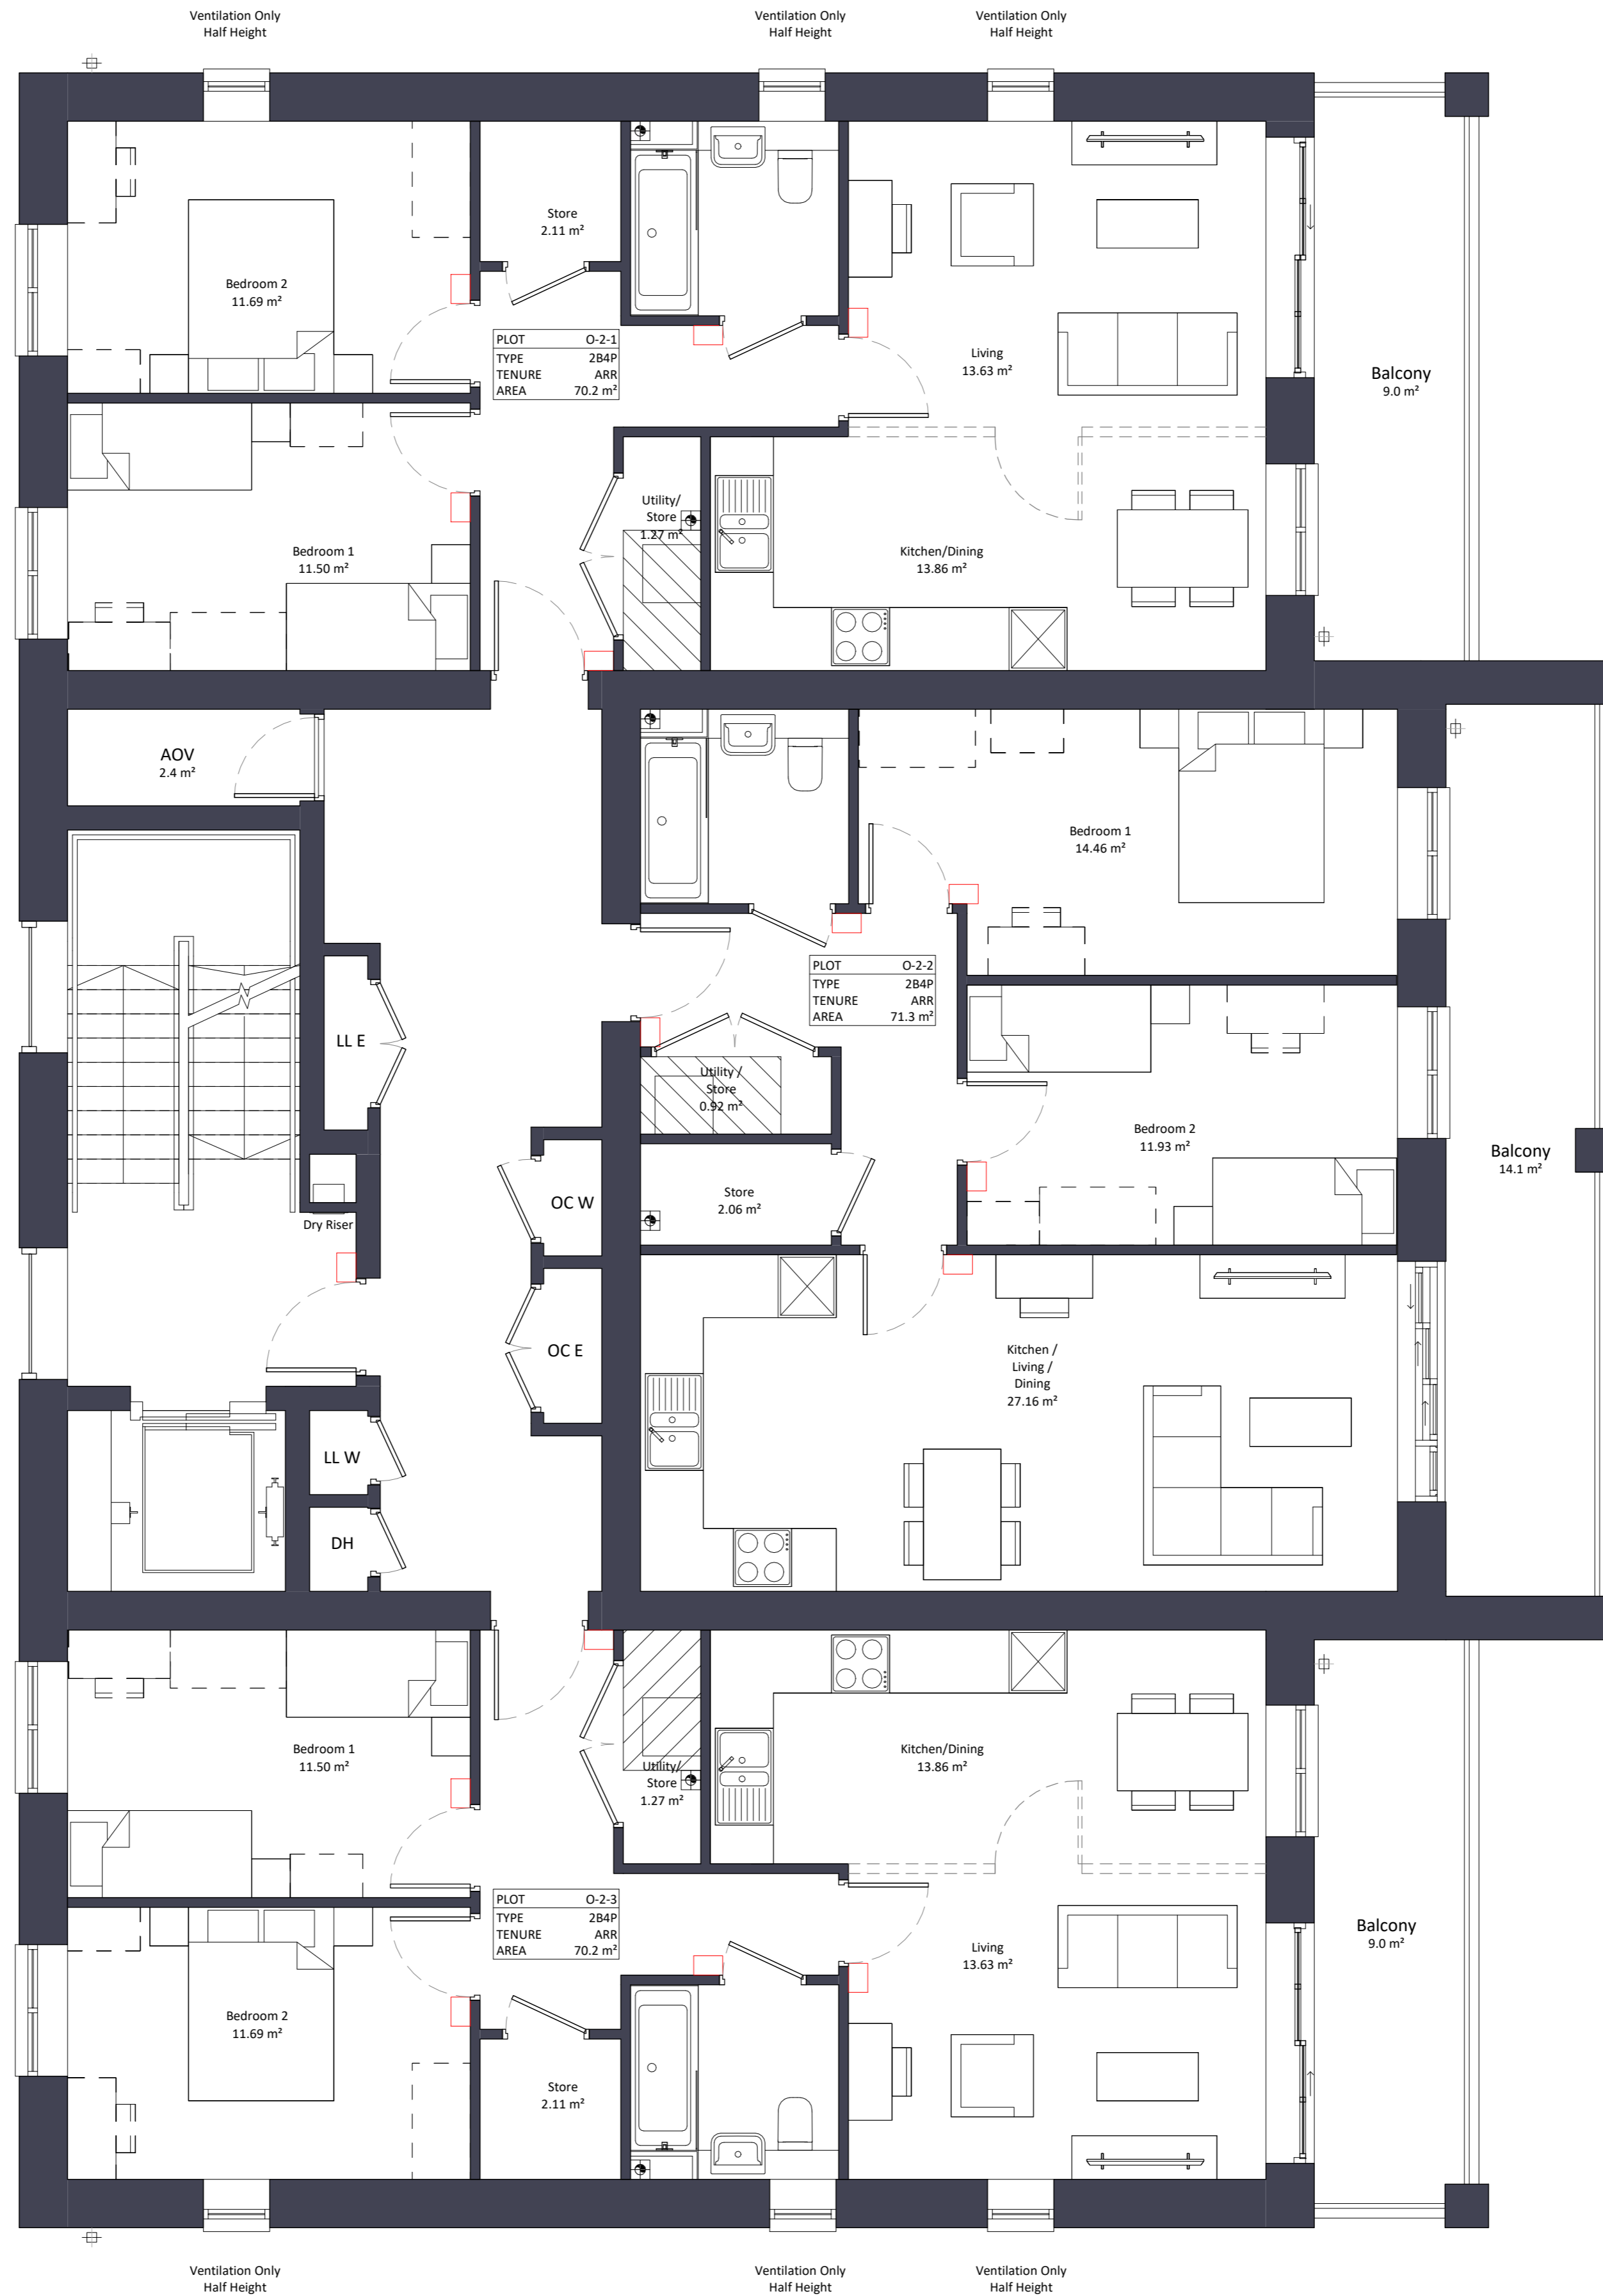 Ventilation Only
Half Height
Ventilation Only
Half Height
Ventilation Only
Half Height
Store
2.11 m²
Bedroom 2
11.69 m²
PLOT O-2-1
TYPE 2B4P
TENURE ARR
AREA 70.2 m²
Living
13.63 m²
Balcony
9.0 m²
Utility/
Store
1.27 m²
Bedroom 1
11.50 m²
Kitchen/Dining
13.86 m²
AOV
2.4 m²
Bedroom 1
14.46 m²
PLOT O-2-2
TYPE 2B4P
TENURE ARR
AREA 71.3 m²
LL E
Utility /
Store
0.92 m²
Bedroom 2
11.93 m²
Balcony
14.1 m²
OC W
Store
2.06 m²
Dry Riser
OC E
Kitchen /
Living /
Dining
27.16 m²
LL W
DH
Bedroom 1
11.50 m²
Kitchen/Dining
13.86 m²
Utility/
Store
1.27 m²
PLOT O-2-3
TYPE 2B4P
TENURE ARR
AREA 70.2 m²
Living
13.63 m²
Balcony
9.0 m²
Bedroom 2
11.69 m²
Store
2.11 m²
Ventilation Only
Half Height
Ventilation Only
Half Height
Ventilation Only
Half Height